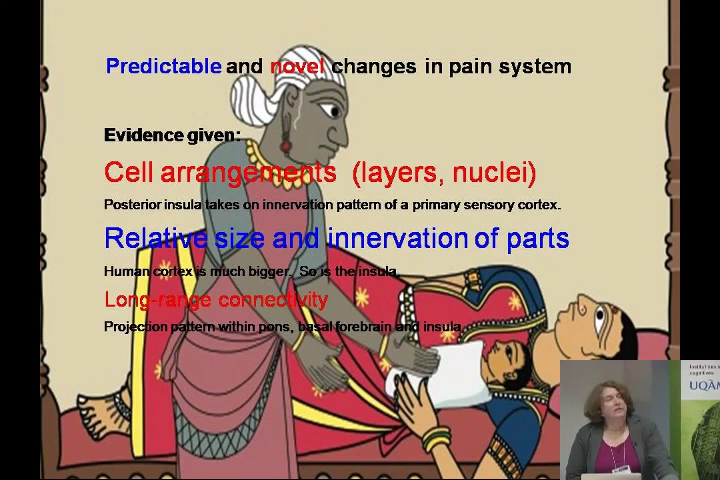 Predictable and novel changes in pain system
Evidence given:
Cell arrangements (layers, nuclei)
Posterior insula takes on innervation pattern of a primary sensory cortex.
Relative size and innervation of parts
Human cortex is much bigger. So is the insula.
Long-range connectivity
Projection pattern within pons, basal forebrain and insula
cognitives
UQÀM